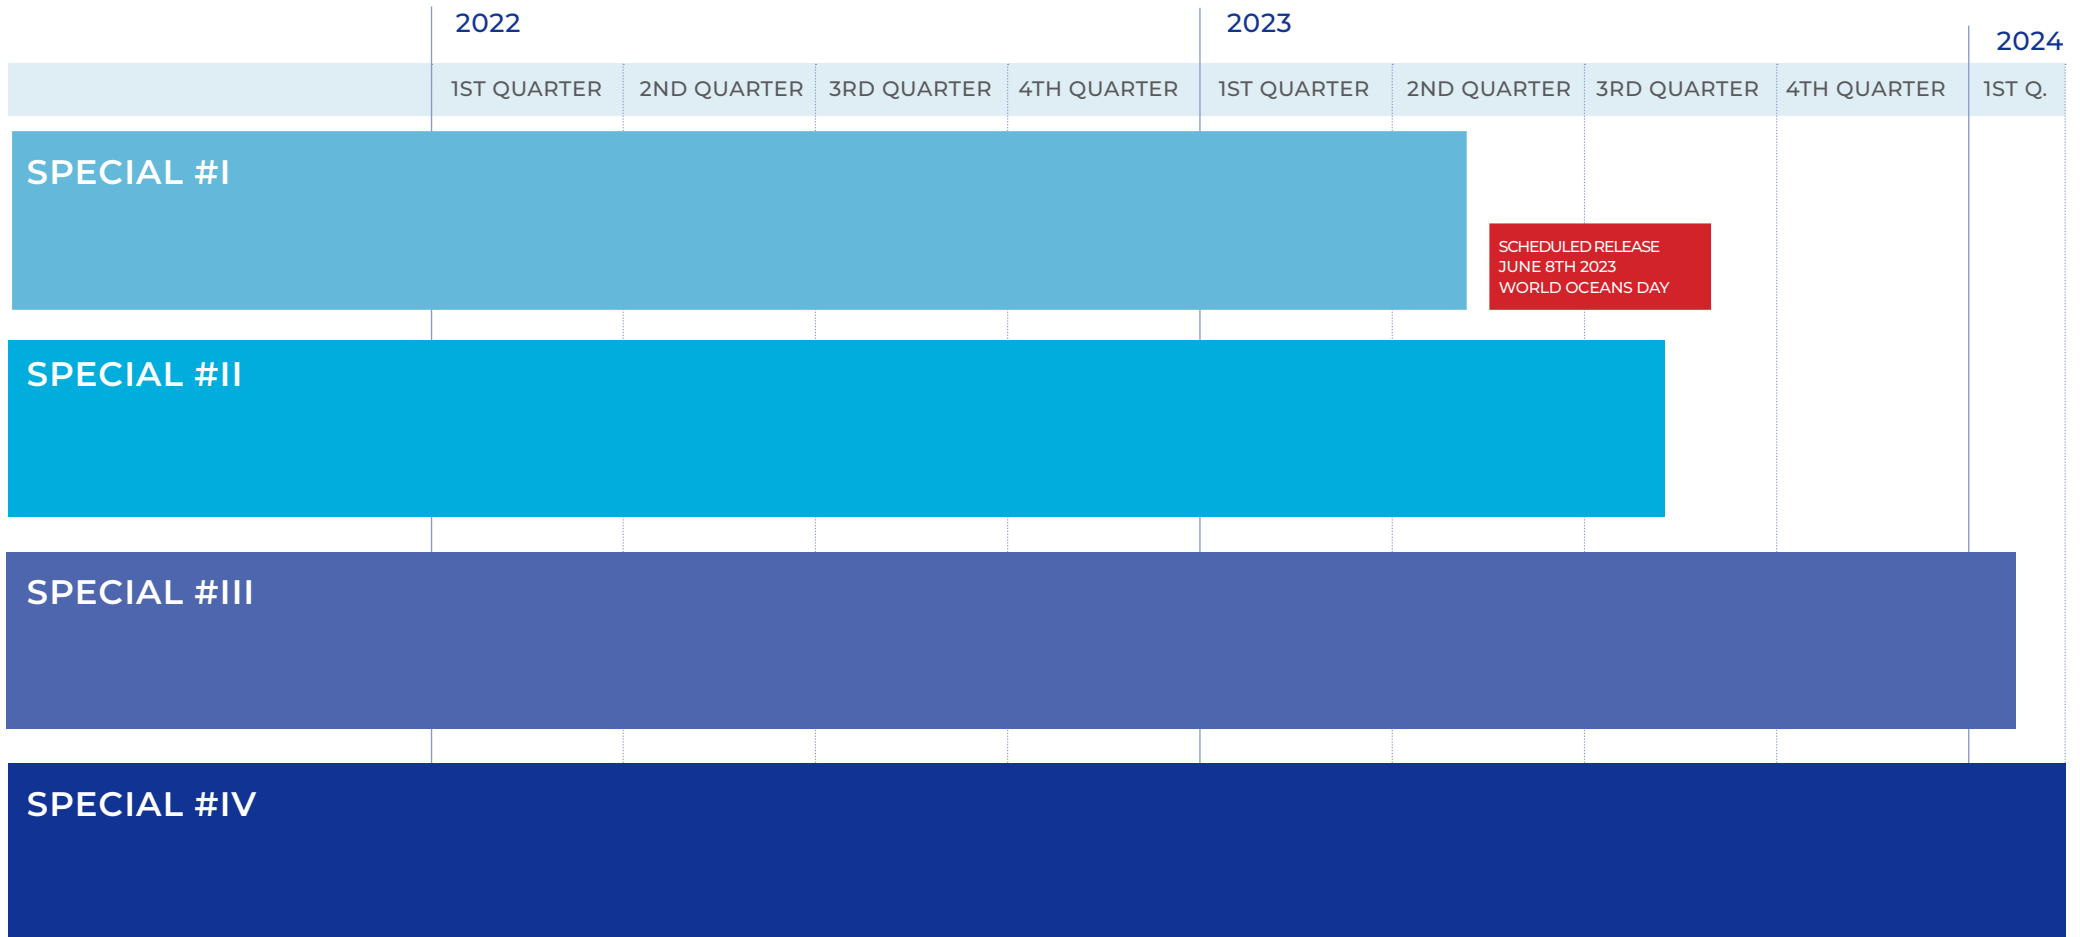 2022
2023
2024
1ST QUARTER
2ND QUARTER
3RD QUARTER
4TH QUARTER
1ST QUARTER
2ND QUARTER
3RD QUARTER
4TH QUARTER
1ST Q.
SPECIAL #I
SCHEDULED RELEASE
JUNE 8TH 2023
WORLD OCEANS DAY
SPECIAL #II
SPECIAL #III
SPECIAL #IV